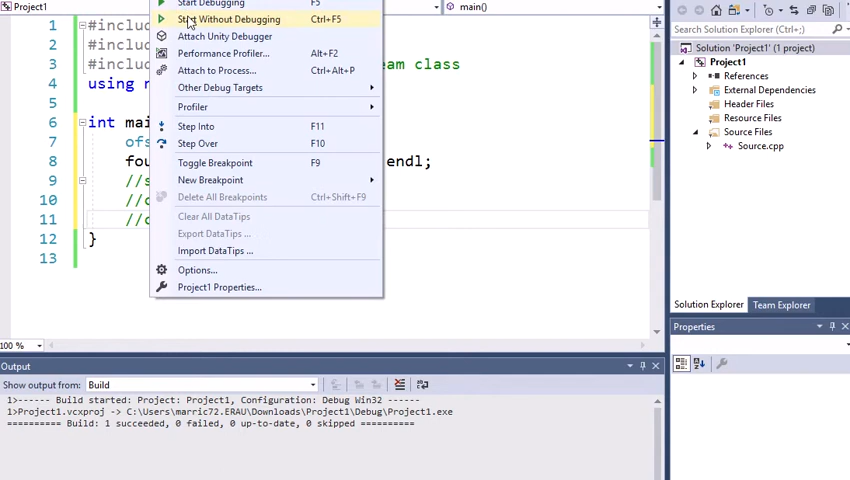 Project1
main()
Start Debugging F5
Start Without Debugging Ctrl+F5
Attach Unity Debugger
Performance Profiler... Alt+F2
Attach to Process... Ctrl+Alt+P
Other Debug Targets
Profiler
Step Into F11
Step Over F10
Toggle Breakpoint F9
New Breakpoint
Delete All Breakpoints Ctrl+Shift+F9
Clear All DataTips
Export DataTips ...
Import DataTips ...
Options...
Project1 Properties...
1 #inclu
2 #inclu
3 #inclu eam class
4 using n
5
6 int mai
7 ofs
8 fou endl;
9 //s
10 //c
11 //c
12 }
13
100 %
Search Solution Explorer (Ctrl+;)
Solution 'Project1' (1 project)
Project1
References
External Dependencies
Header Files
Resource Files
Source Files
Source.cpp
Solution Explorer Team Explorer
Properties
Output
Show output from: Build
1>------ Build started: Project: Project1, Configuration: Debug Win32 ------
1>Project1.vcxproj -> C:\Users\marric72.ERAU\Downloads\Project1\Debug\Project1.exe
========== Build: 1 succeeded, 0 failed, 0 up-to-date, 0 skipped ==========